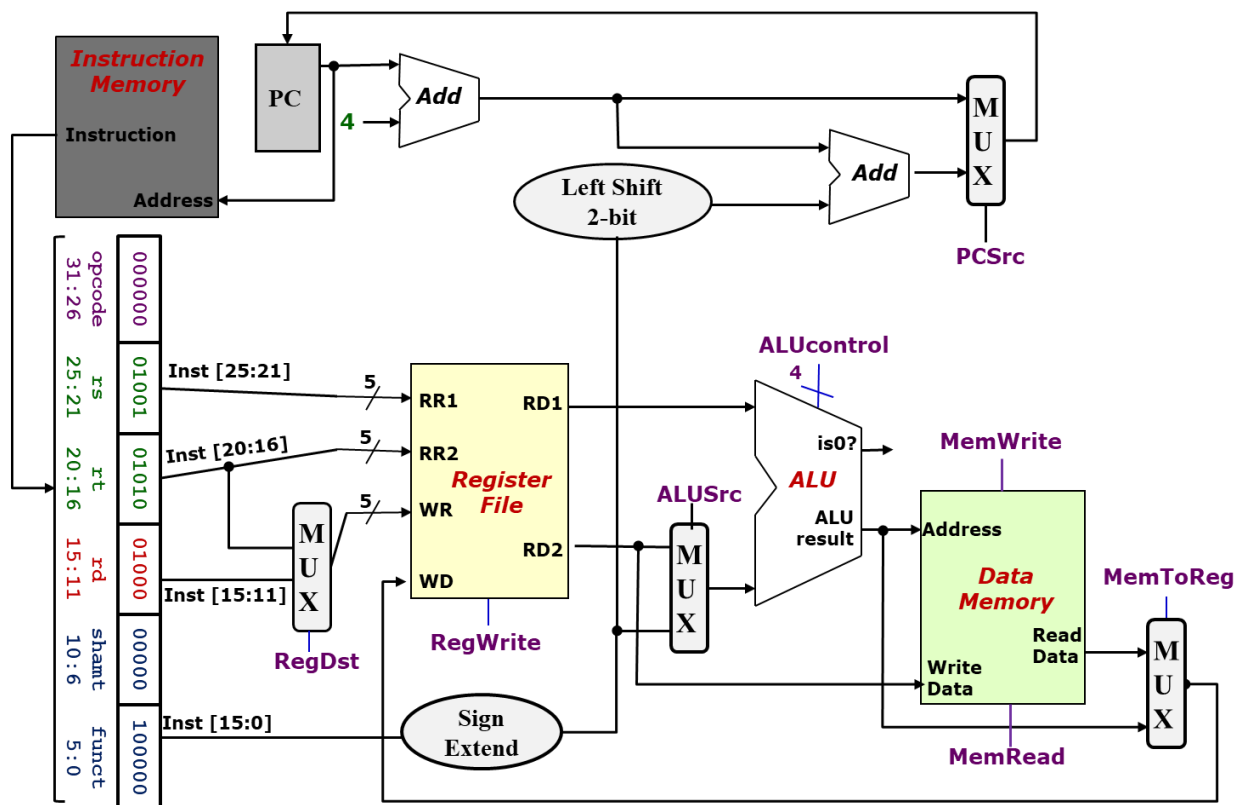 Instruction
Memory
Instruction
Address
PC
4
Add
Left Shift
2-bit
Add
M
U
X
PCSrc
opcode
31:26
000000
rs
25:21
01001
rt
20:16
01010
rd
15:11
01000
shamt
10:6
00000
funct
5:0
100000
Inst [25:21]
5
Inst [20:16]
5
5
M
U
X
Inst [15:11]
RegDst
Inst [15:0]
Sign
Extend
RR1
RR2
WR
WD
RD1
RD2
Register
File
RegWrite
ALUSrc
M
U
X
ALUcontrol
4
is0?
ALU
ALU
result
MemWrite
Address
Data
Memory
Read
Data
Write
Data
MemRead
MemToReg
M
U
X